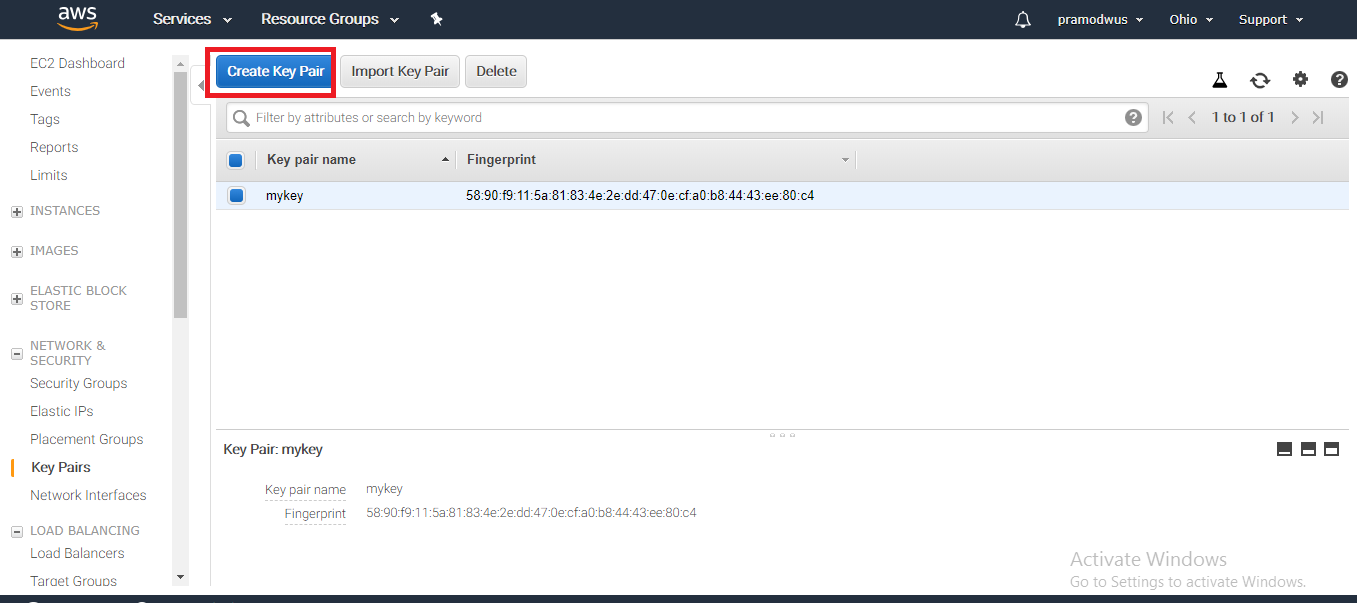 aws Services Resource Groups pramodwus Ohio Support
EC2 Dashboard
Events
Tags
Reports
Limits
INSTANCES
IMAGES
ELASTIC BLOCK
STORE
NETWORK &
SECURITY
Security Groups
Elastic IPs
Placement Groups
Key Pairs
Network Interfaces
LOAD BALANCING
Load Balancers
Target Groups
Create Key Pair Import Key Pair Delete
Filter by attributes or search by keyword 1 to 1 of 1
Key pair name Fingerprint
mykey 58:90:f9:11:5a:81:83:4e:2e:dd:47:0e:cf:a0:b8:44:43:ee:80:c4
Key Pair: mykey
Key pair name mykey
Fingerprint 58:90:f9:11:5a:81:83:4e:2e:dd:47:0e:cf:a0:b8:44:43:ee:80:c4
Activate Windows
Go to Settings to activate Windows.